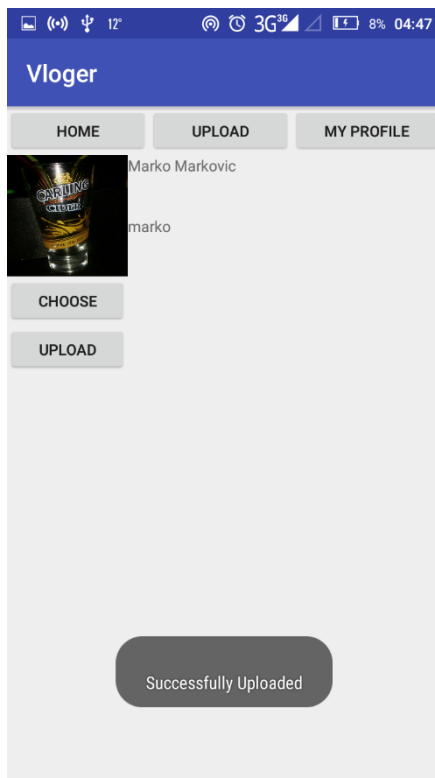 12° 3G 3G 8% 04:47
Vloger
HOME UPLOAD MY PROFILE
Marko Markovic
CARLING
CIDER
marko
CHOOSE
UPLOAD
Successfully Uploaded